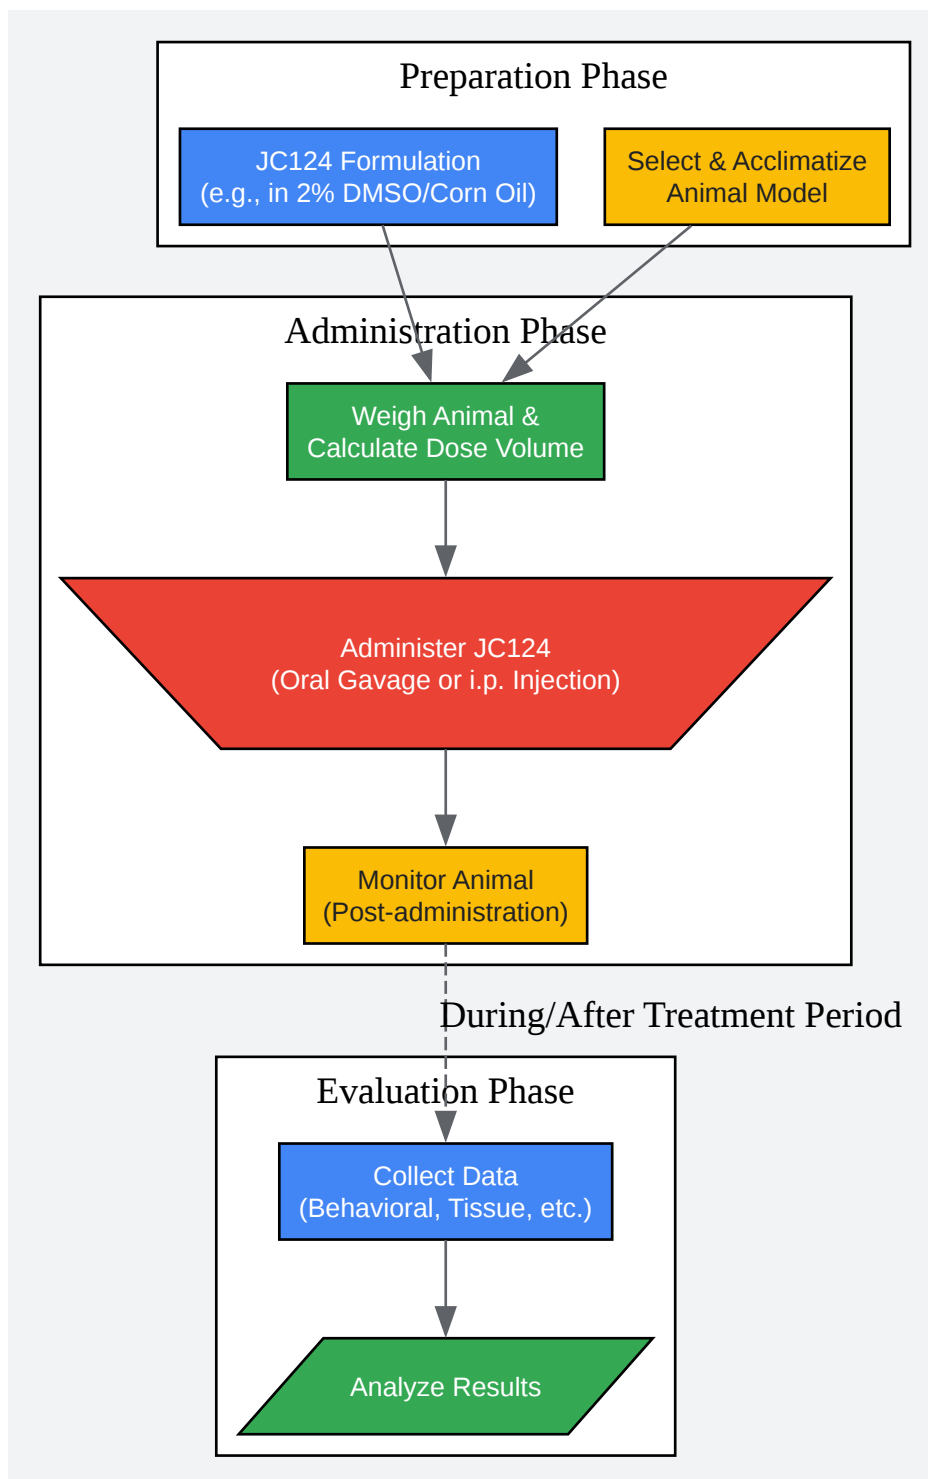 Preparation Phase
JC124 Formulation
(e.g., in 2% DMSO/Corn Oil)
Select & Acclimatize
Animal Model
Administration Phase
Weigh Animal &
Calculate Dose Volume
Administer JC124
(Oral Gavage or i.p. Injection)
Monitor Animal
(Post-administration)
During/After Treatment Period
Evaluation Phase
Collect Data
(Behavioral, Tissue, etc.)
Analyze Results